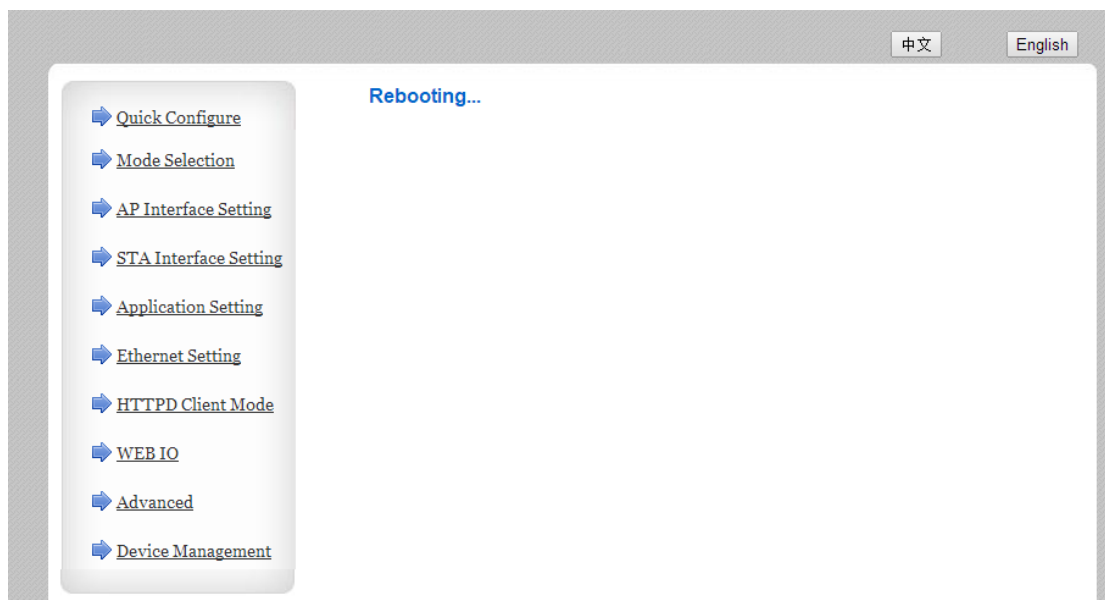 中文
English
Rebooting...
Quick Configure
Mode Selection
AP Interface Setting
STA Interface Setting
Application Setting
Ethernet Setting
HTTPD Client Mode
WEB IO
Advanced
Device Management